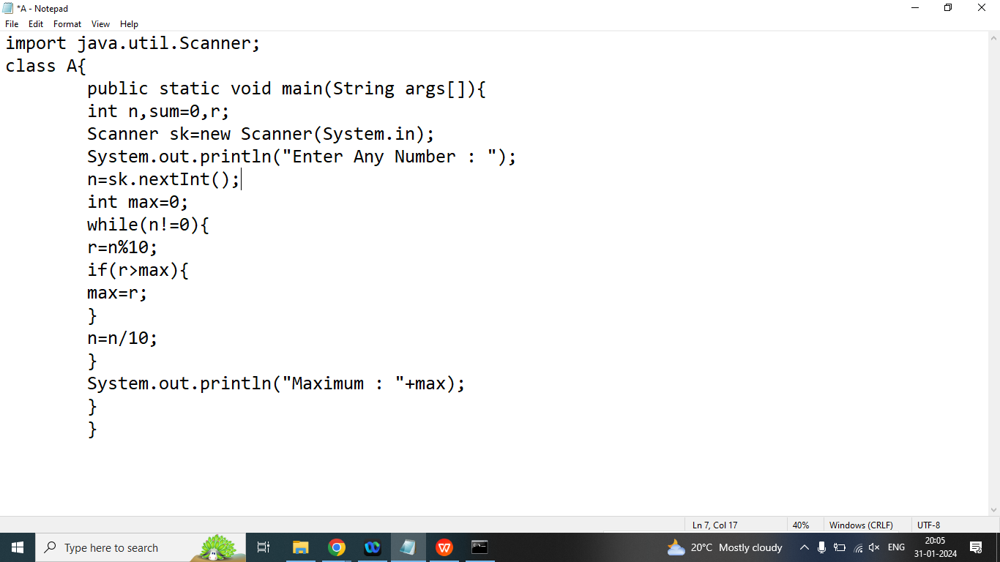 *A - Notepad
File Edit Format View Help
import java.util.Scanner;
class A{
public static void main(String args[]){
int n,sum=0,r;
Scanner sk=new Scanner(System.in);
System.out.println("Enter Any Number : ");
n=sk.nextInt();
int max=0;
while(n!=0){
r=n%10;
if(r>max){
max=r;
}
n=n/10;
}
System.out.println("Maximum : "+max);
}
}
Ln 7, Col 17 40% Windows (CRLF) UTF-8
Type here to search
20°C Mostly cloudy
ENG
20:05
31-01-2024